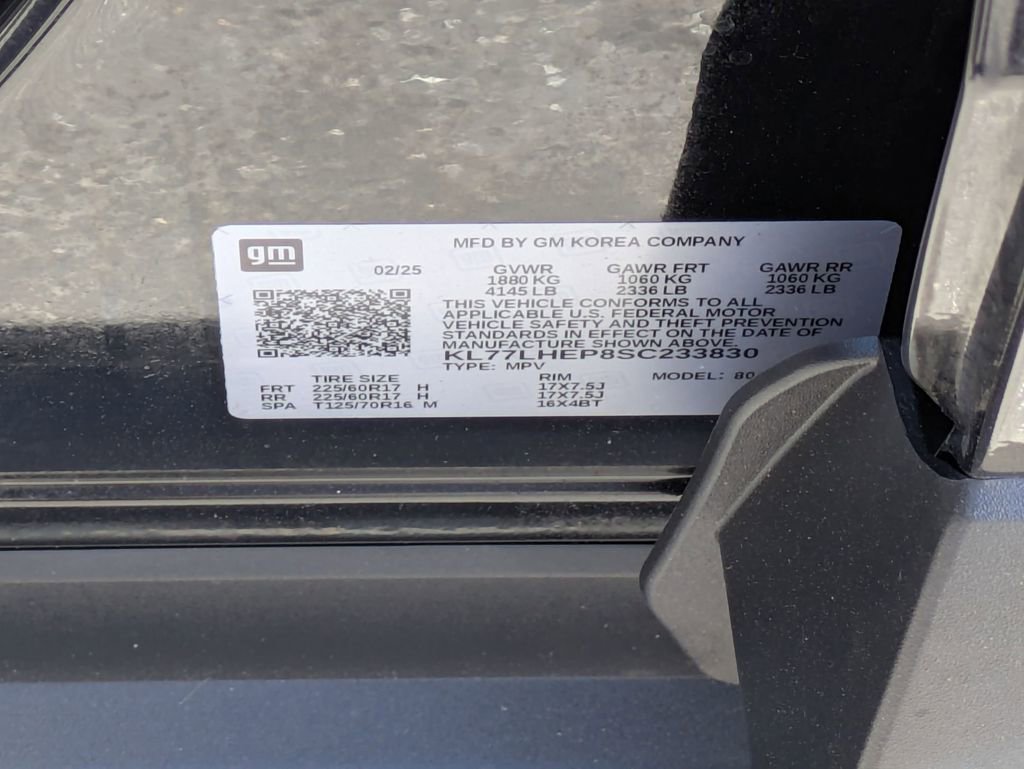 gm
MFD BY GM KOREA COMPANY
02/25 GVWR GAWR FRT GAWR RR
1880 KG 1060 KG 1060 KG
4145 LB 2336 LB 2336 LB
THIS VEHICLE CONFORMS TO ALL
APPLICABLE U.S. FEDERAL MOTOR
VEHICLE SAFETY AND THEFT PREVENTION
STANDARDS IN EFFECT ON THE DATE OF
MANUFACTURE SHOWN ABOVE.
KL77LHEP8SC233830
TYPE: MPV MODEL: 80
TIRE SIZE RIM
FRT 225/60R17 H 17X7.5J
RR 225/60R17 H 17X7.5J
SPA T125/70R16 M 16X4BT